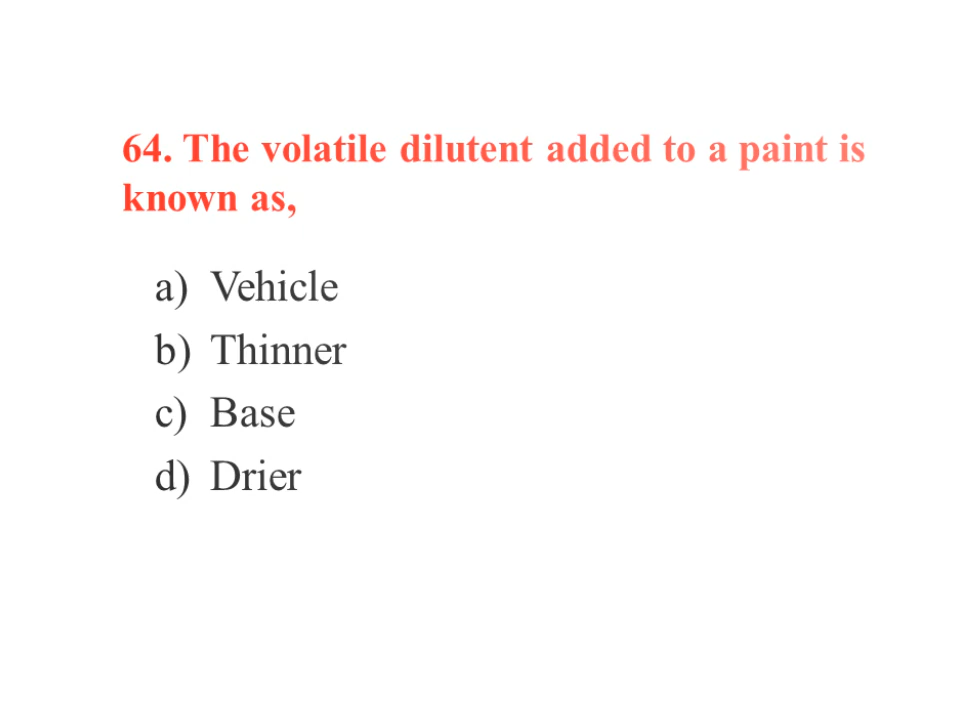 64. The volatile dilutent added to a paint is
known as,
a) Vehicle
b) Thinner
c) Base
d) Drier